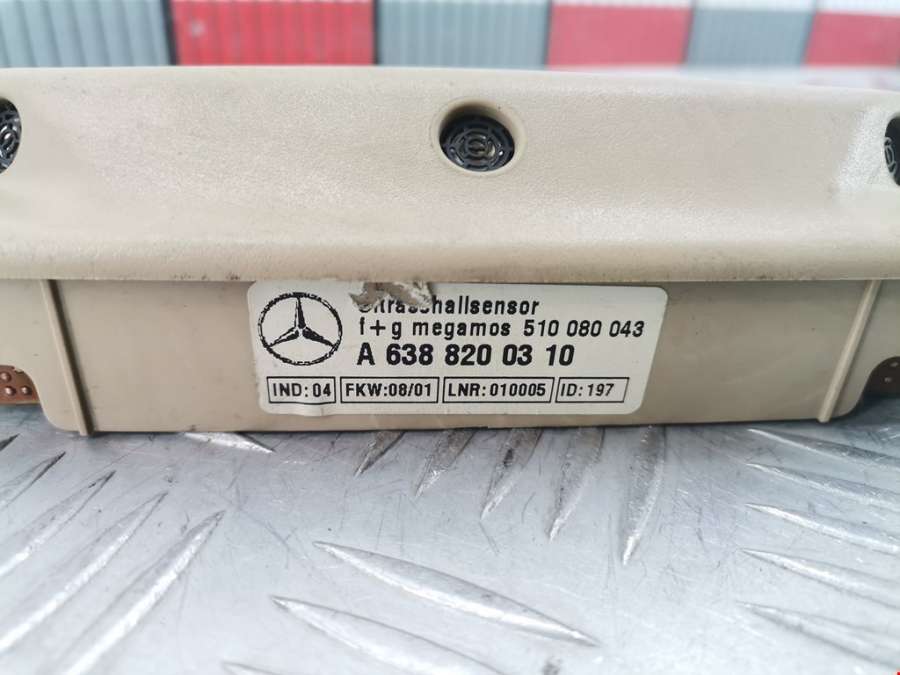 Ultraschallsensor
f+g megamos 510 080 043
A 638 820 03 10
IND: 04 FKW:08/01 LNR: 010005 ID: 197